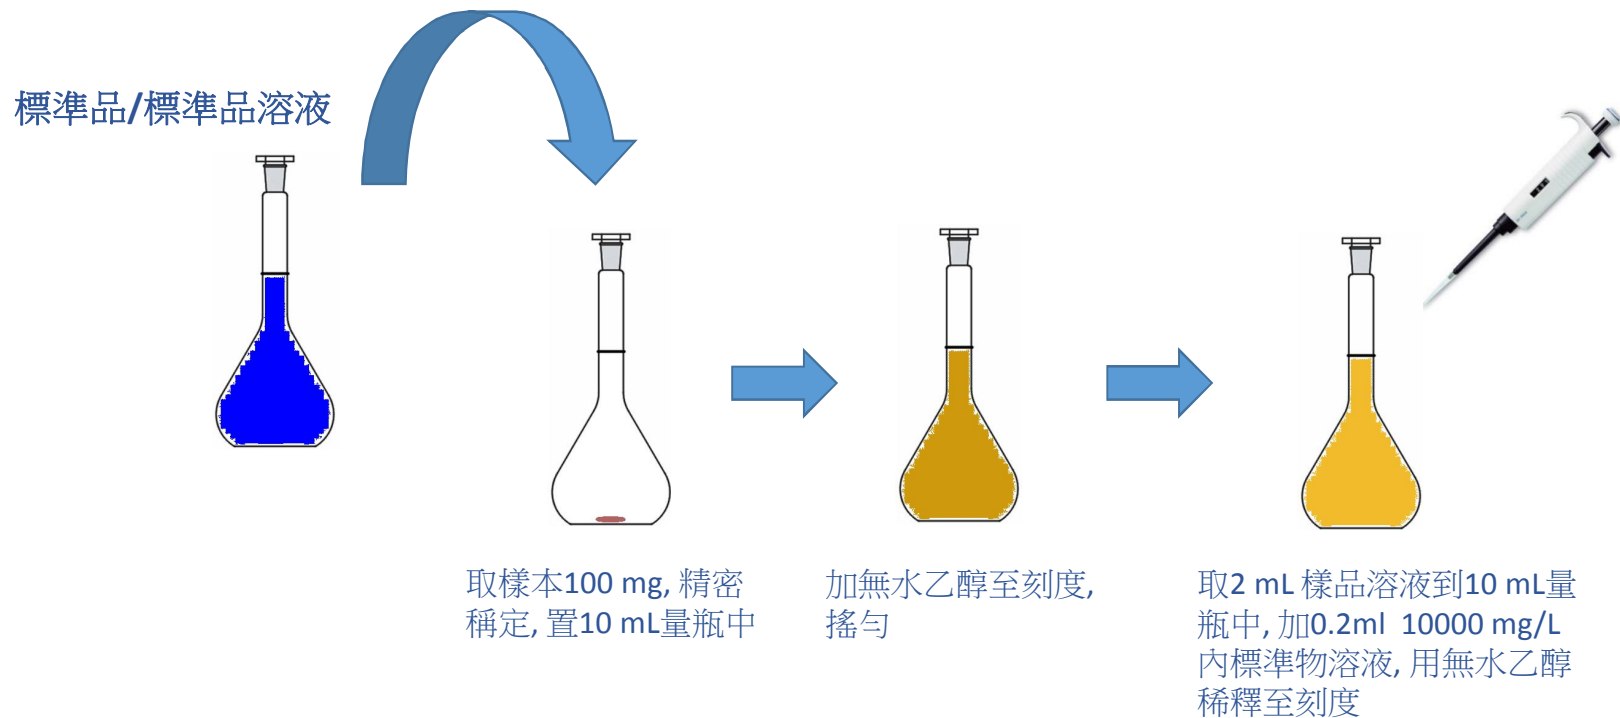 標準品/標準品溶液
取樣本100 mg, 精密
稱定, 置10 mL量瓶中
加無水乙醇至刻度,
搖勻
取2 mL 樣品溶液到10 mL量
瓶中, 加0.2ml  10000 mg/L
內標準物溶液, 用無水乙醇
稀釋至刻度